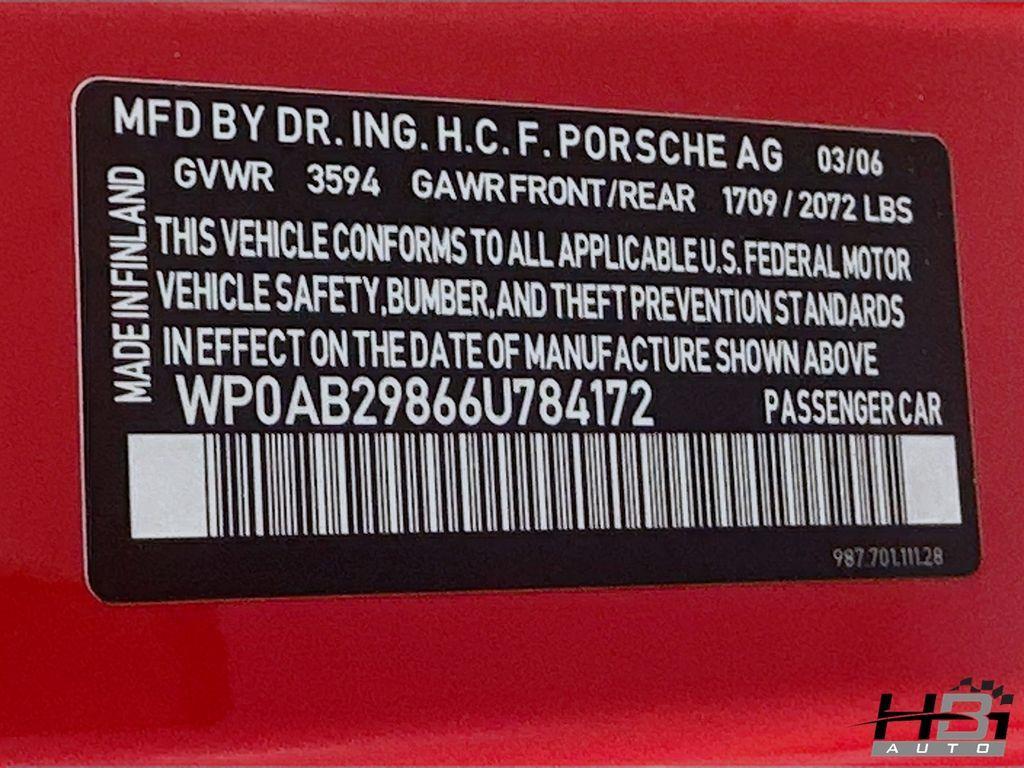 MFD BY DR. ING. H.C. F. PORSCHE AG 03/06
GVWR 3594 GAWR FRONT/REAR 1709 / 2072 LBS
THIS VEHICLE CONFORMS TO ALL APPLICABLE U.S. FEDERAL MOTOR
VEHICLE SAFETY, BUMBER, AND THEFT PREVENTION STANDARDS
IN EFFECT ON THE DATE OF MANUFACTURE SHOWN ABOVE
WP0AB29866U784172 PASSENGER CAR
MADE IN FINLAND
987.701.111.28
HBi
AUTO